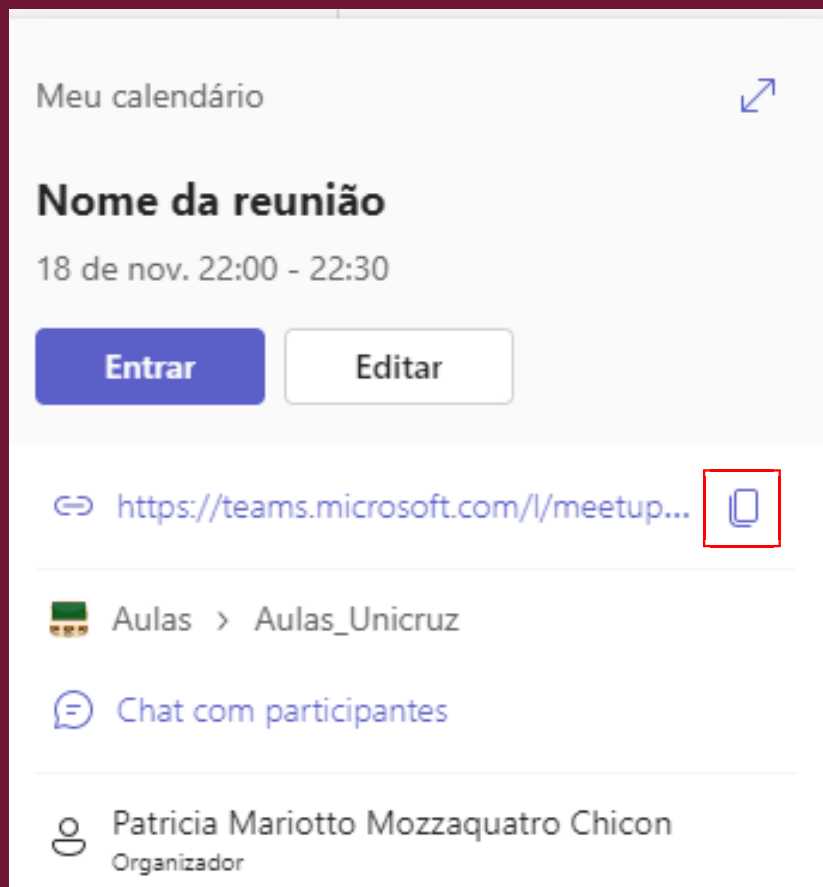 Meu calendário
Nome da reunião
18 de nov. 22:00 - 22:30
Entrar
Editar
https://teams.microsoft.com/l/meetup...
Aulas > Aulas_Unicruz
Chat com participantes
Patricia Mariotto Mozzaquatro Chicon
Organizador